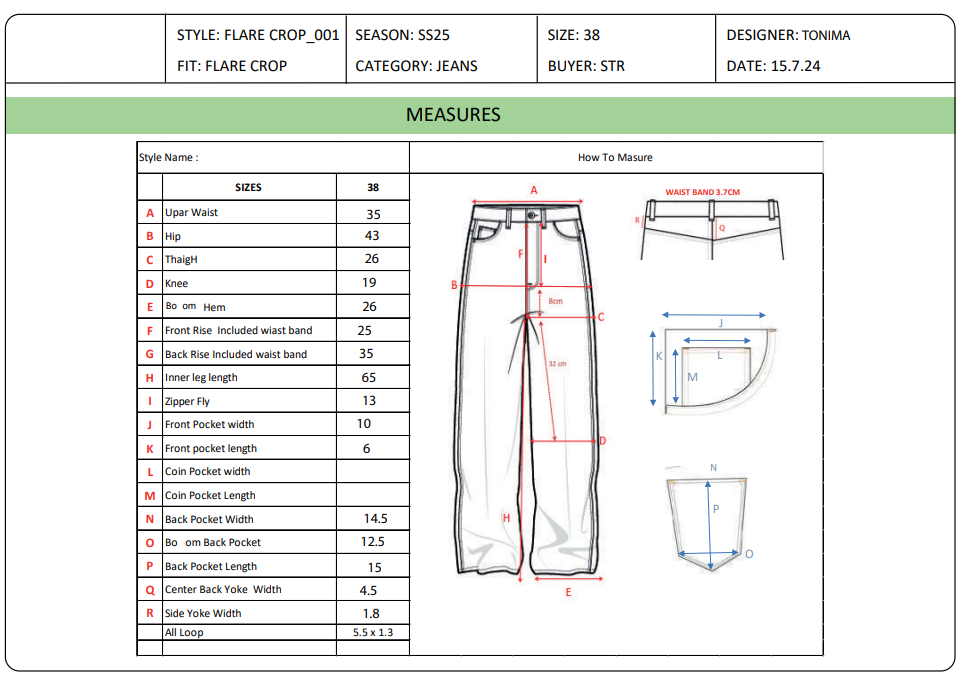 STYLE: FLARE CROP_001
SEASON: SS25
SIZE: 38
DESIGNER: TONIMA
FIT: FLARE CROP
CATEGORY: JEANS
BUYER: STR
DATE: 15.7.24
MEASURES
Style Name :
How To Masure
SIZES 38
A Upar Waist 35
B Hip 43
C ThaigH 26
D Knee 19
E Bo om Hem 26
F Front Rise Included wiast band 25
G Back Rise Included waist band 35
H Inner leg length 65
I Zipper Fly 13
J Front Pocket width 10
K Front pocket length 6
L Coin Pocket width
M Coin Pocket Length
N Back Pocket Width 14.5
O Bo om Back Pocket 12.5
P Back Pocket Length 15
Q Center Back Yoke Width 4.5
R Side Yoke Width 1.8
All Loop 5.5 x 1.3
A
F
I
B
8cm
C
32 cm
D
H
E
WAIST BAND 3.7CM
R
Q
J
K
L
M
N
P
O